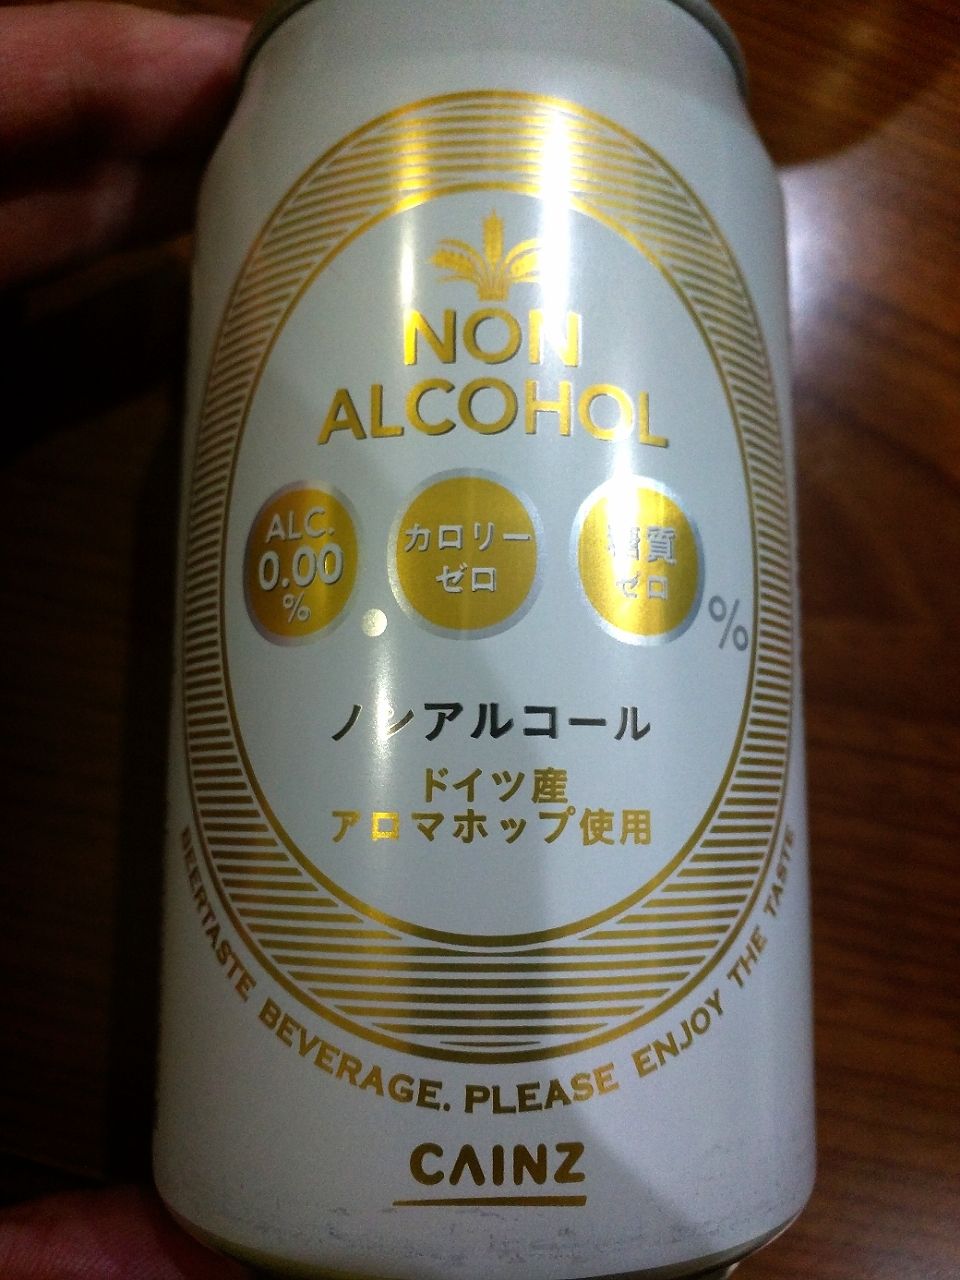 NON
ALCOHOL
ALC.
0.00
%
カロリー
ゼロ
糖質
ゼロ
%
ノンアルコール
ドイツ産
アロマホップ使用
BEERTASTE BEVERAGE. PLEASE ENJOY THE TASTE
CAINZ